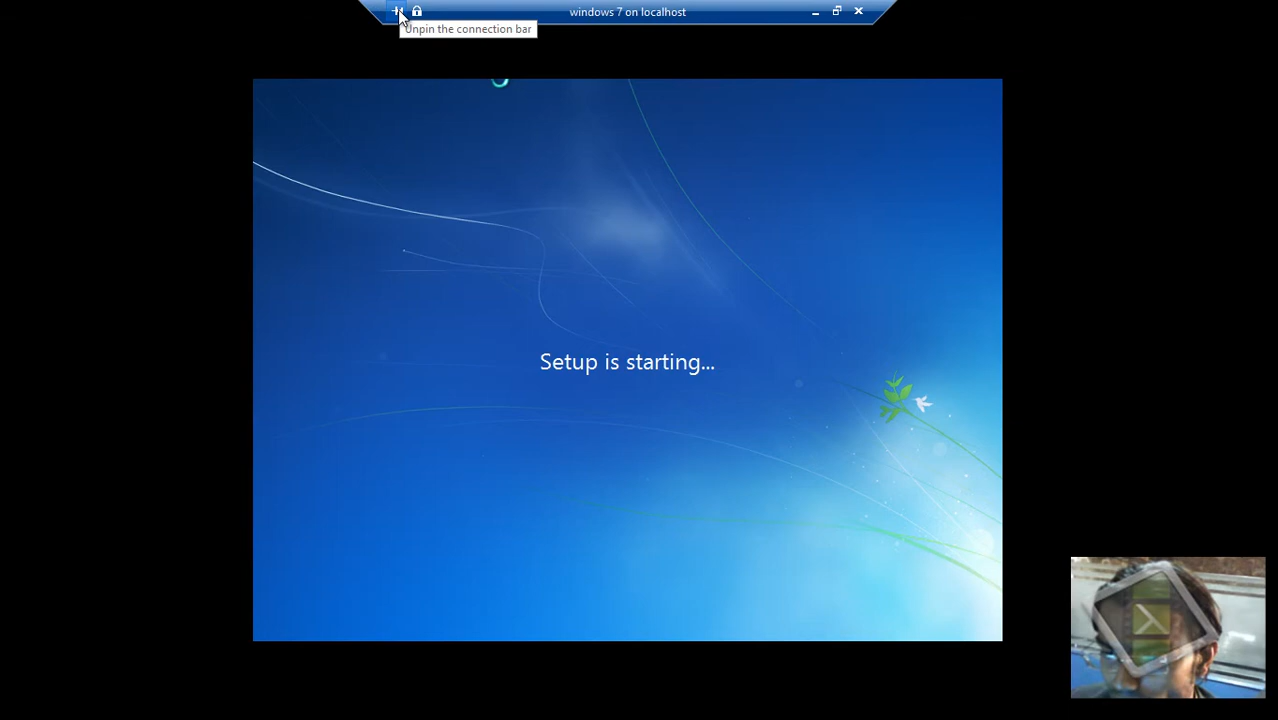 windows 7 on localhost
Unpin the connection bar
Setup is starting...